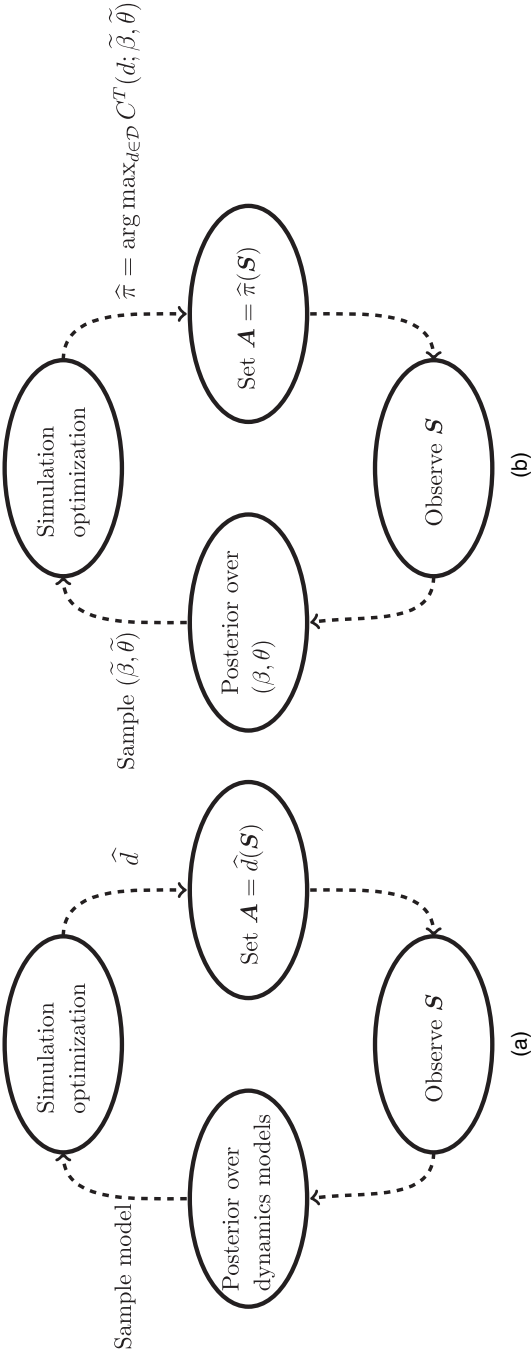 Sample model
Simulation
optimization
d̂
Posterior over
dynamics models
Set A = d̂(S)
Observe S
(a)
Sample (β̃, θ̃)
Simulation
optimization
π̂ = arg max_{d∈𝒟} C^T(d; β̃, θ̃)
Posterior over
(β, θ)
Set A = π̂(S)
Observe S
(b)